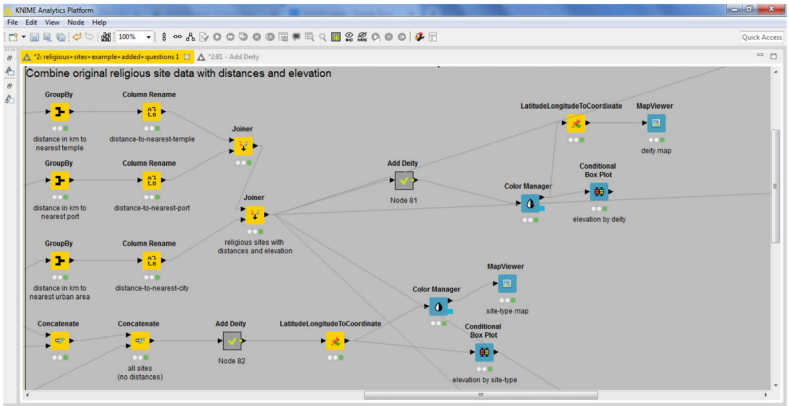 KNIME Analytics Platform
File Edit View Node Help
100%
Quick Access
*2: religious+sites+example+added+questions 1
*2:81 - Add Deity
Combine original religious site data with distances and elevation
GroupBy
Column Rename
distance in km to
nearest temple
distance-to-nearest-temple
Joiner
LatitudeLongitudeToCoordinate
MapViewer
deity map
GroupBy
Column Rename
distance in km to
nearest port
distance-to-nearest-port
Joiner
religious sites with
distances and elevation
Add Deity
Node 81
Color Manager
Conditional
Box Plot
elevation by deity
GroupBy
Column Rename
distance in km to
nearest urban area
distance-to-nearest-city
Color Manager
MapViewer
site-type map
Concatenate
Concatenate
all sites
(no distances)
Add Deity
Node 82
LatitudeLongitudeToCoordinate
Conditional
Box Plot
elevation by site-type